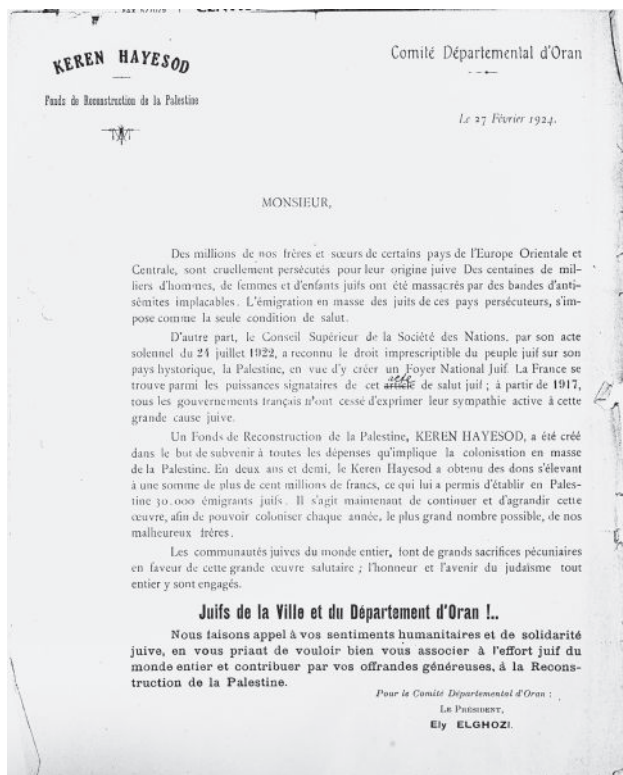 KEREN HAYESOD
Fonds de Reconstruction de la Palestine
Comité Départemental d'Oran
Le 27 Février 1924.
MONSIEUR,
Des millions de nos frères et sœurs de certains pays de l'Europe Orientale et
Centrale, sont cruellement persécutés pour leur origine juive Des centaines de mil-
liers d'hommes, de femmes et d'enfants juifs ont été massacrés par des bandes d'anti-
sémites implacables. L'émigration en masse des juifs de ces pays persécuteurs, s'im-
pose comme la seule condition de salut.
D'autre part, le Conseil Supérieur de la Société des Nations, par son acte
solennel du 24 juillet 1922, a reconnu le droit imprescriptible du peuple juif sur son
pays hystorique, la Palestine, en vue d'y créer un Foyer National Juif. La France se
trouve parmi les puissances signataires de cet article acte de salut juif ; à partir de 1917,
tous les gouvernements français n'ont cessé d'exprimer leur sympathie active à cette
grande cause juive.
Un Fonds de Reconstruction de la Palestine, KEREN HAYESOD, a été créé
dans le but de subvenir à toutes les dépenses qu'implique la colonisation en masse
de la Palestine. En deux ans et demi, le Keren Hayesod a obtenu des dons s'élevant
à une somme de plus de cent millions de francs, ce qui lui a permis d'établir en Pales-
tine 30.000 émigrants juifs. Il s'agit maintenant de continuer et d'agrandir cette
œuvre, afin de pouvoir coloniser chaque année, le plus grand nombre possible, de nos
malheureux frères.
Les communautés juives du monde entier, font de grands sacrifices pécuniaires
en faveur de cette grande œuvre salutaire ; l'honneur et l'avenir du judaïsme tout
entier y sont engagés.
Juifs de la Ville et du Département d'Oran !..
Nous faisons appel à vos sentiments humanitaires et de solidarité
juive, en vous priant de vouloir bien vous associer à l'effort juif du
monde entier et contribuer par vos offrandes généreuses, à la Recons-
truction de la Palestine.
Pour le Comité Départemental d'Oran :
LE PRÉSIDENT,
Ely ELGHOZI.